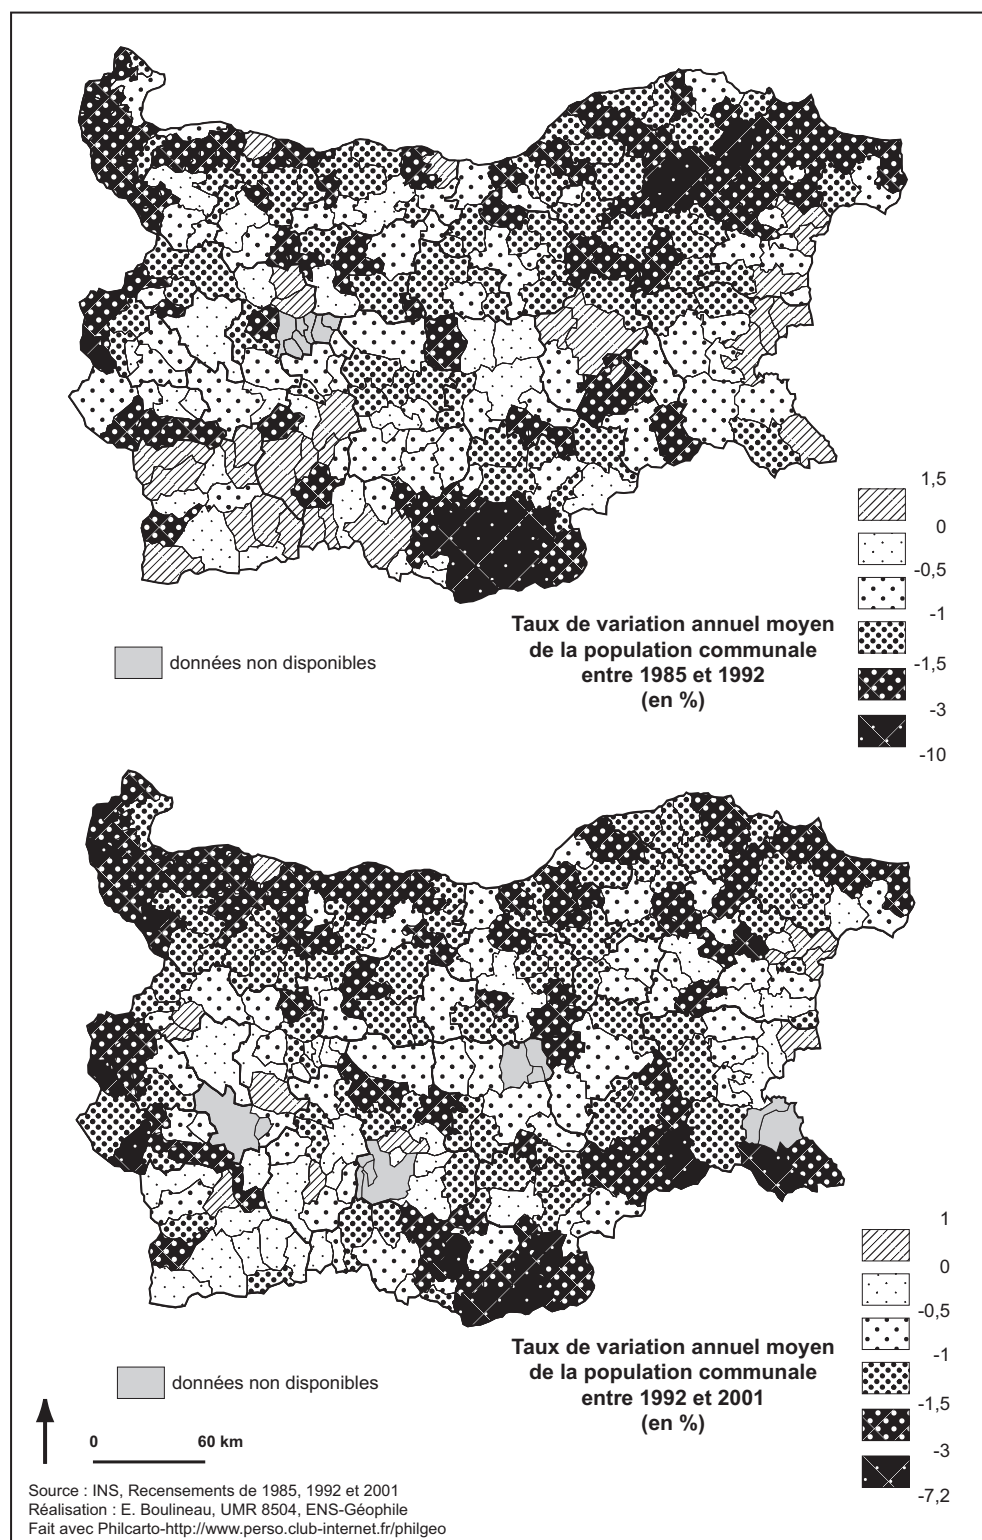 1,5
0
-0,5
-1
-1,5
-3
-10
Taux de variation annuel moyen
de la population communale
entre 1985 et 1992
(en %)
données non disponibles
1
0
-0,5
-1
-1,5
-3
-7,2
Taux de variation annuel moyen
de la population communale
entre 1992 et 2001
(en %)
données non disponibles
0 60 km
Source : INS, Recensements de 1985, 1992 et 2001
Réalisation : E. Boulineau, UMR 8504, ENS-Géophile
Fait avec Philcarto-http://www.perso.club-internet.fr/philgeo